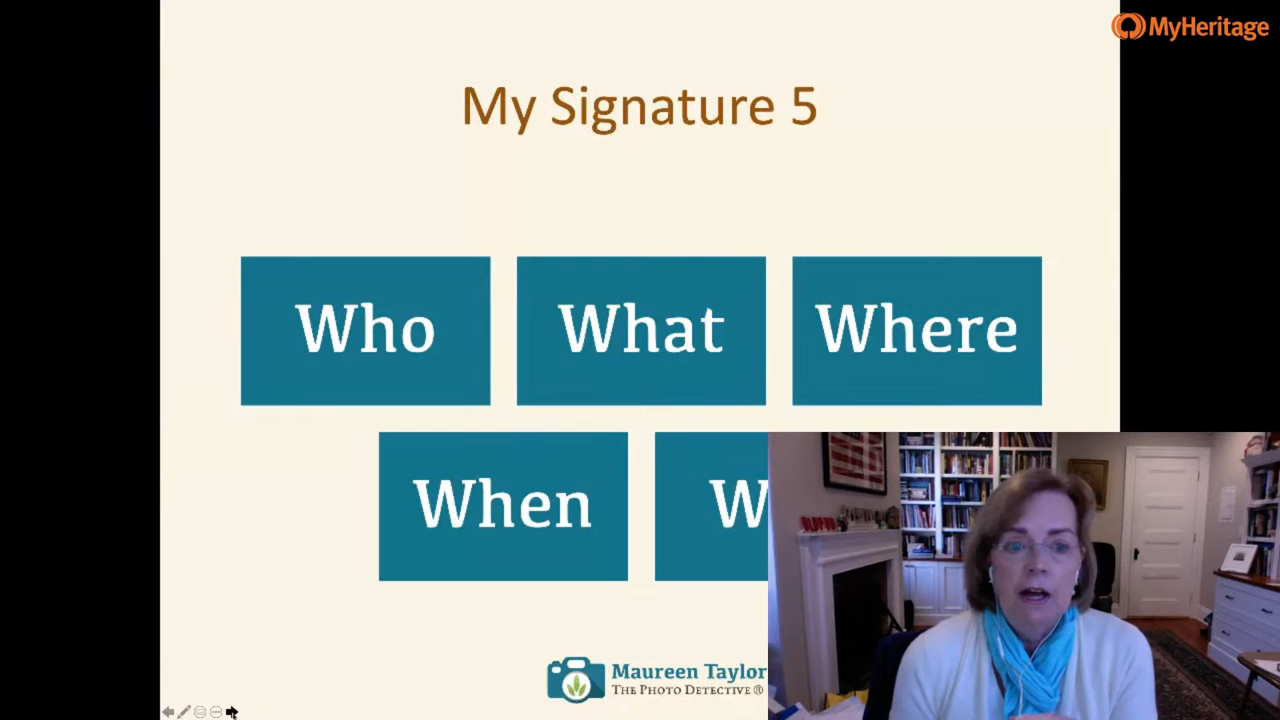 MyHeritage
My Signature 5
Who What Where
When W
Maureen Taylor
THE PHOTO DETECTIVE®